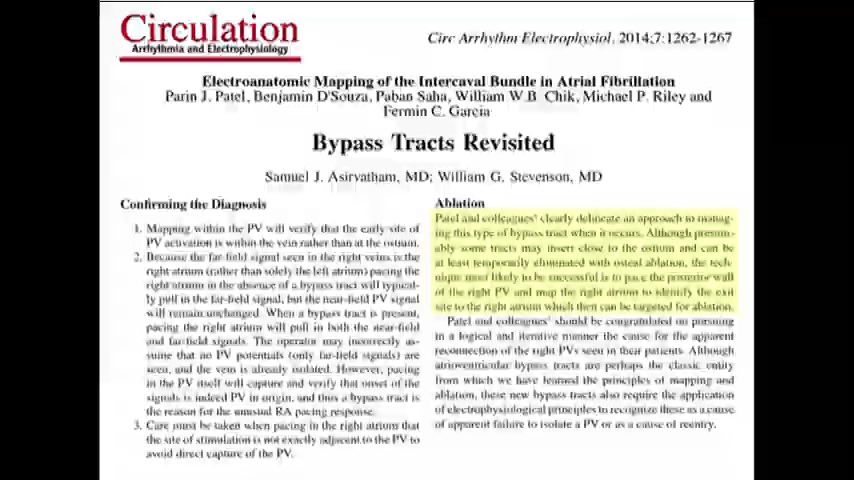 Circulation
Arrhythmia and Electrophysiology
Circ Arrhythm Electrophysiol, 2014;7:1262-1267
Electroanatomic Mapping of the Intercaval Bundle in Atrial Fibrillation
Parin J. Patel, Benjamin D'Souza, Paban Saha, William W.B. Chik, Michael P. Riley and
Fermin C. Garcia
Bypass Tracts Revisited
Samuel J. Asirvatham, MD; William G. Stevenson, MD
Confirming the Diagnosis
1. Mapping within the PV will verify that the early site of
PV activation is within the vein rather than at the ostium.
2. Because the far-field signal seen in the right veins is the
right atrium (rather than solely the left atrium) pacing the
right atrium in the absence of a bypass tract will typical-
ly pull in the far-field signal, but the near-field PV signal
will remain unchanged. When a bypass tract is present,
pacing the right atrium will pull in both the near-field
and far-field signals. The operator may incorrectly as-
sume that no PV potentials (only far-field signals) are
seen, and the vein is already isolated. However, pacing
in the PV itself will capture and verify that onset of the
signals is indeed PV in origin, and thus a bypass tract is
the reason for the unusual RA pacing response.
3. Care must be taken when pacing in the right atrium that
the site of stimulation is not exactly adjacent to the PV to
avoid direct capture of the PV.
Ablation
Patel and colleagues' clearly delineate an approach to manag-
ing this type of bypass tract when it occurs. Although presum-
ably some tracts may insert close to the ostium and can be
at least temporarily eliminated with osteal ablation, the tech-
nique most likely to be successful is to pace the posterior wall
of the right PV and map the right atrium to identify the exit
site to the right atrium which then can be targeted for ablation.
Patel and colleagues' should be congratulated on pursuing
in a logical and iterative manner the cause for the apparent
reconnection of the right PVs seen in their patients. Although
atrioventricular bypass tracts are perhaps the classic entity
from which we have learned the principles of mapping and
ablation, these new bypass tracts also require the application
of electrophysiological principles to recognize these as a cause
of apparent failure to isolate a PV or as a cause of reentry.